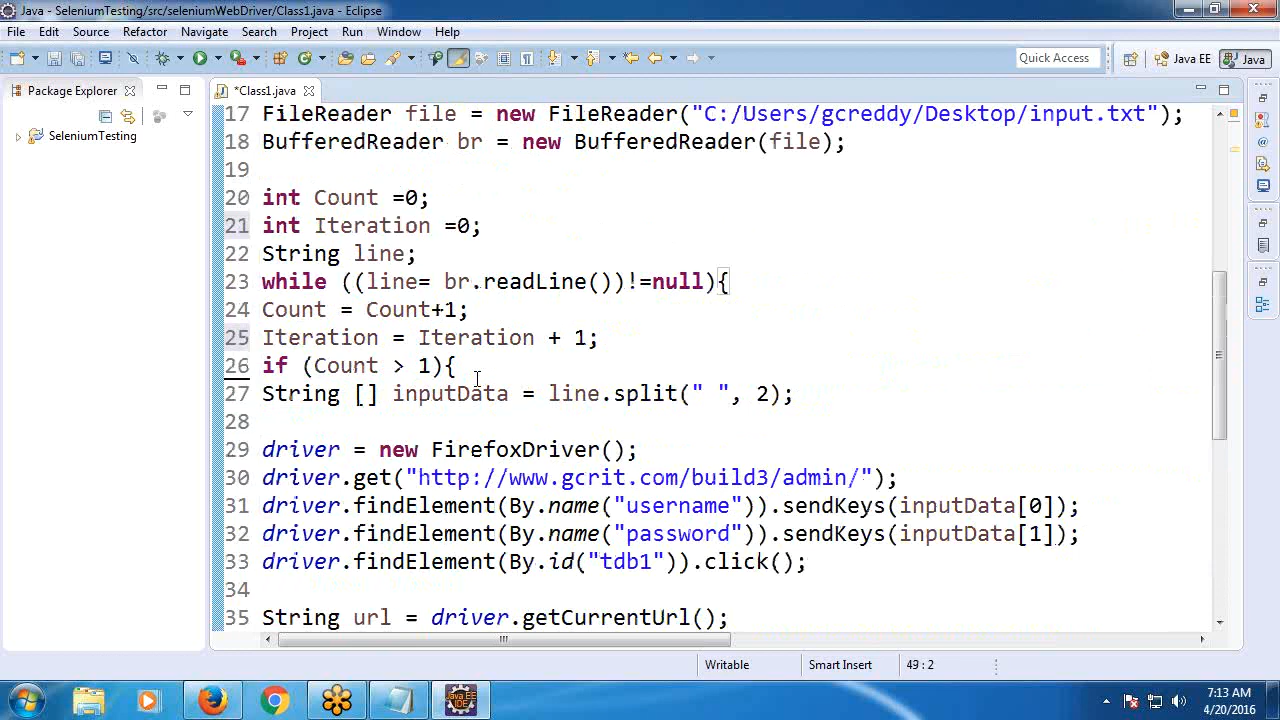 Java - SeleniumTesting/src/seleniumWebDriver/Class1.java - Eclipse
File Edit Source Refactor Navigate Search Project Run Window Help
Quick Access
Java EE
Java
Package Explorer
*Class1.java
SeleniumTesting
17 FileReader file = new FileReader("C:/Users/gcreddy/Desktop/input.txt");
18 BufferedReader br = new BufferedReader(file);
19
20 int Count =0;
21 int Iteration =0;
22 String line;
23 while ((line= br.readLine())!=null){
24 Count = Count+1;
25 Iteration = Iteration + 1;
26 if (Count > 1){
27 String [] inputData = line.split(" ", 2);
28
29 driver = new FirefoxDriver();
30 driver.get("http://www.gcrit.com/build3/admin/");
31 driver.findElement(By.name("username")).sendKeys(inputData[0]);
32 driver.findElement(By.name("password")).sendKeys(inputData[1]);
33 driver.findElement(By.id("tdb1")).click();
34
35 String url = driver.getCurrentUrl();
Writable Smart Insert 49 : 2
Java EE
IDE
7:13 AM
4/20/2016